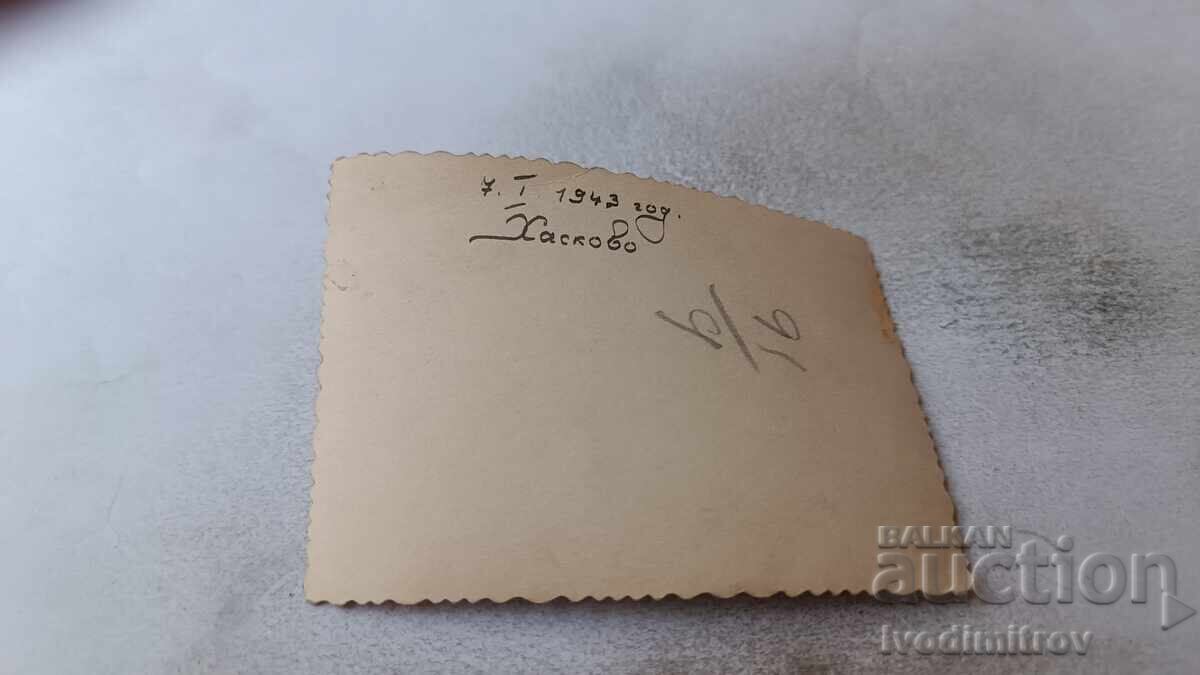 7. I. 1943 год.
Хасково
BALKAN
auction
Ivodimitrov